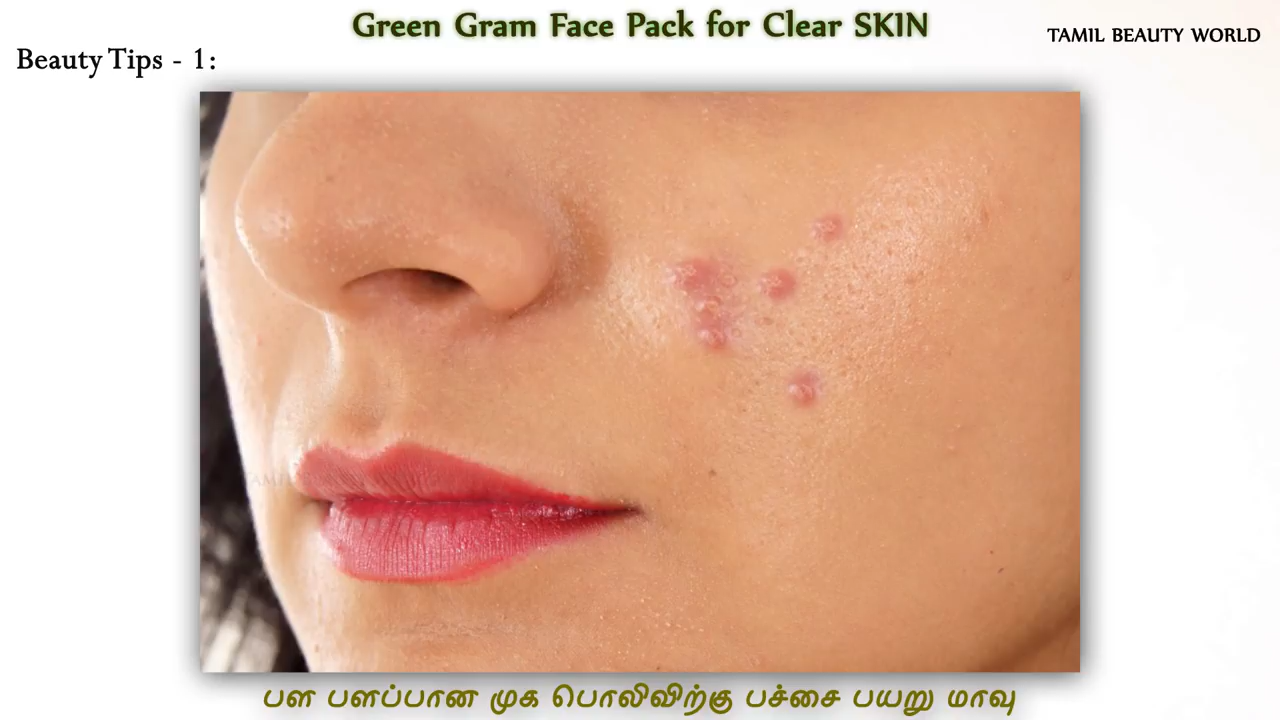 Green Gram Face Pack for Clear SKIN
TAMIL BEAUTY WORLD
Beauty Tips - 1:
பள பளப்பான முக பொலிவிற்கு பச்சை பயறு மாவு